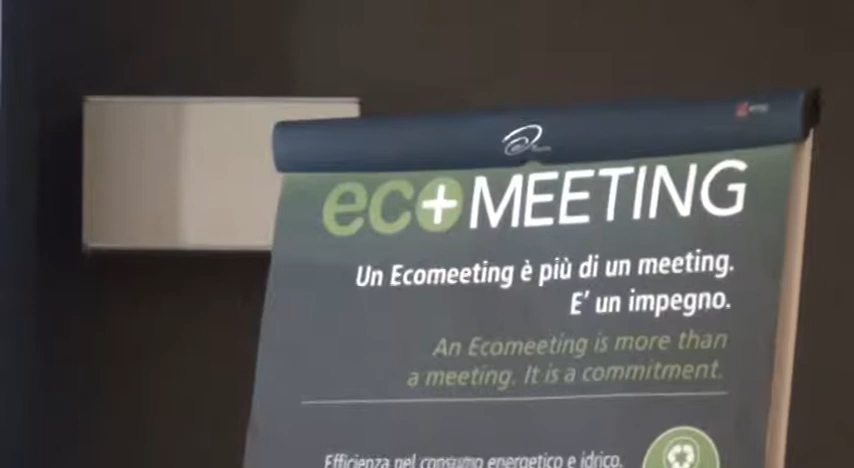 eco+MEETING
Un Ecomeeting è più di un meeting.
E' un impegno.
An Ecomeeting is more than
a meeting. It is a commitment.
Efficienza nel consumo energetico e idrico.